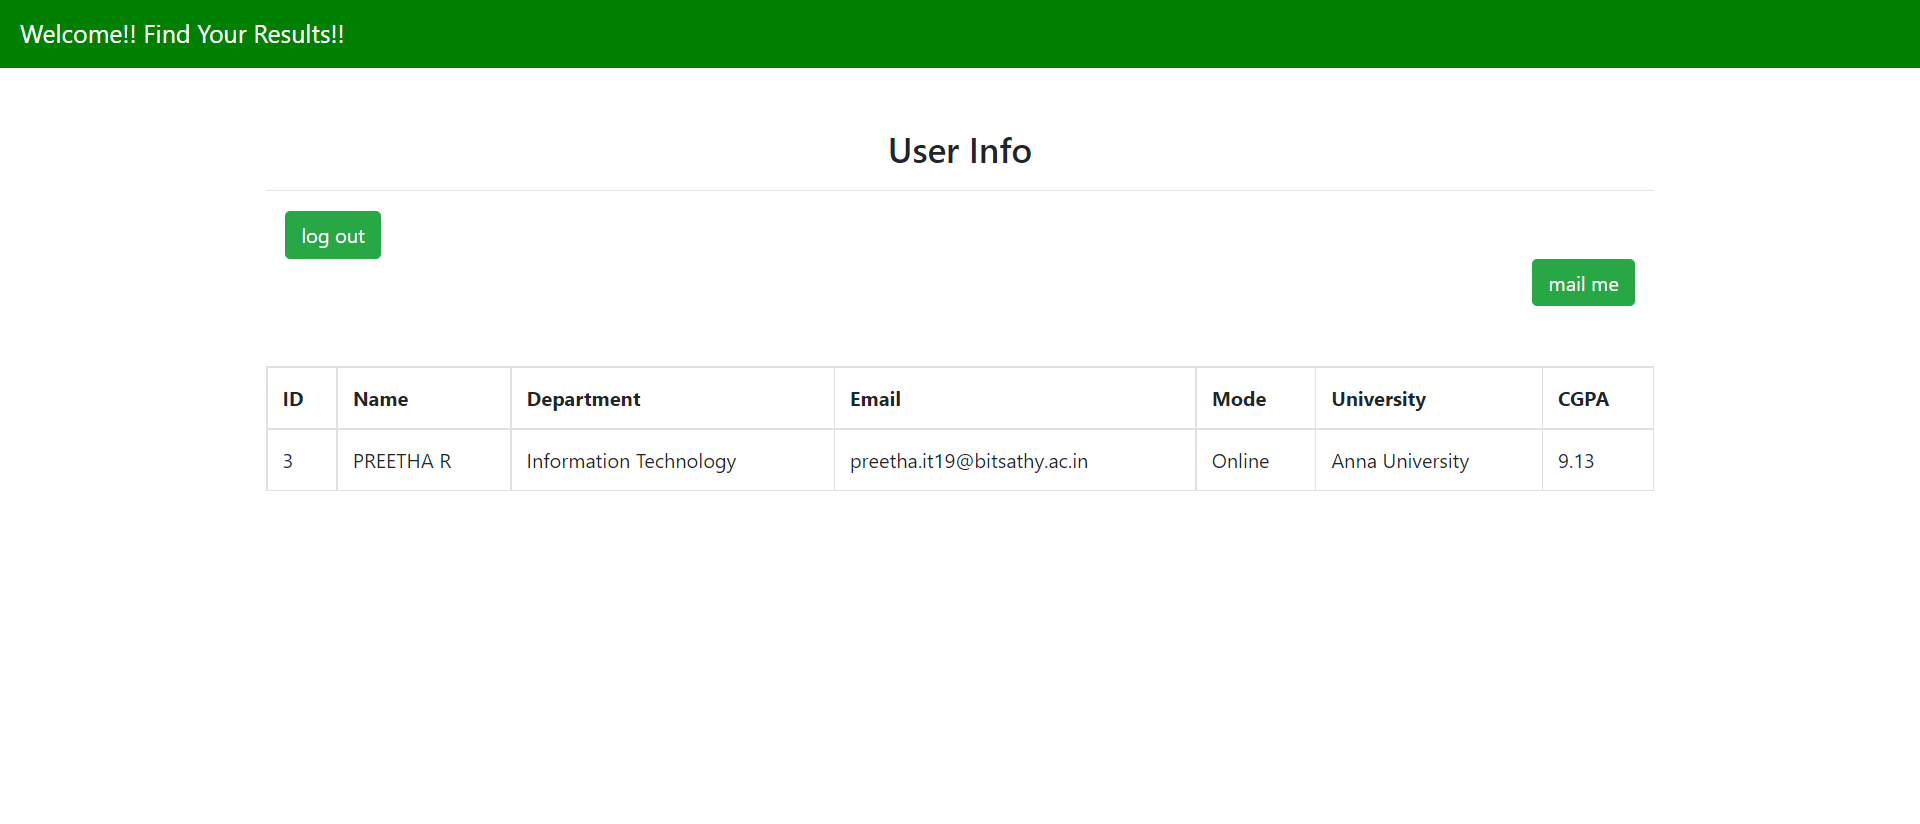 Welcome!! Find Your Results!!
User Info
log out
mail me
ID Name Department Email Mode University CGPA
3 PREETHA R Information Technology preetha.it19@bitsathy.ac.in Online Anna University 9.13